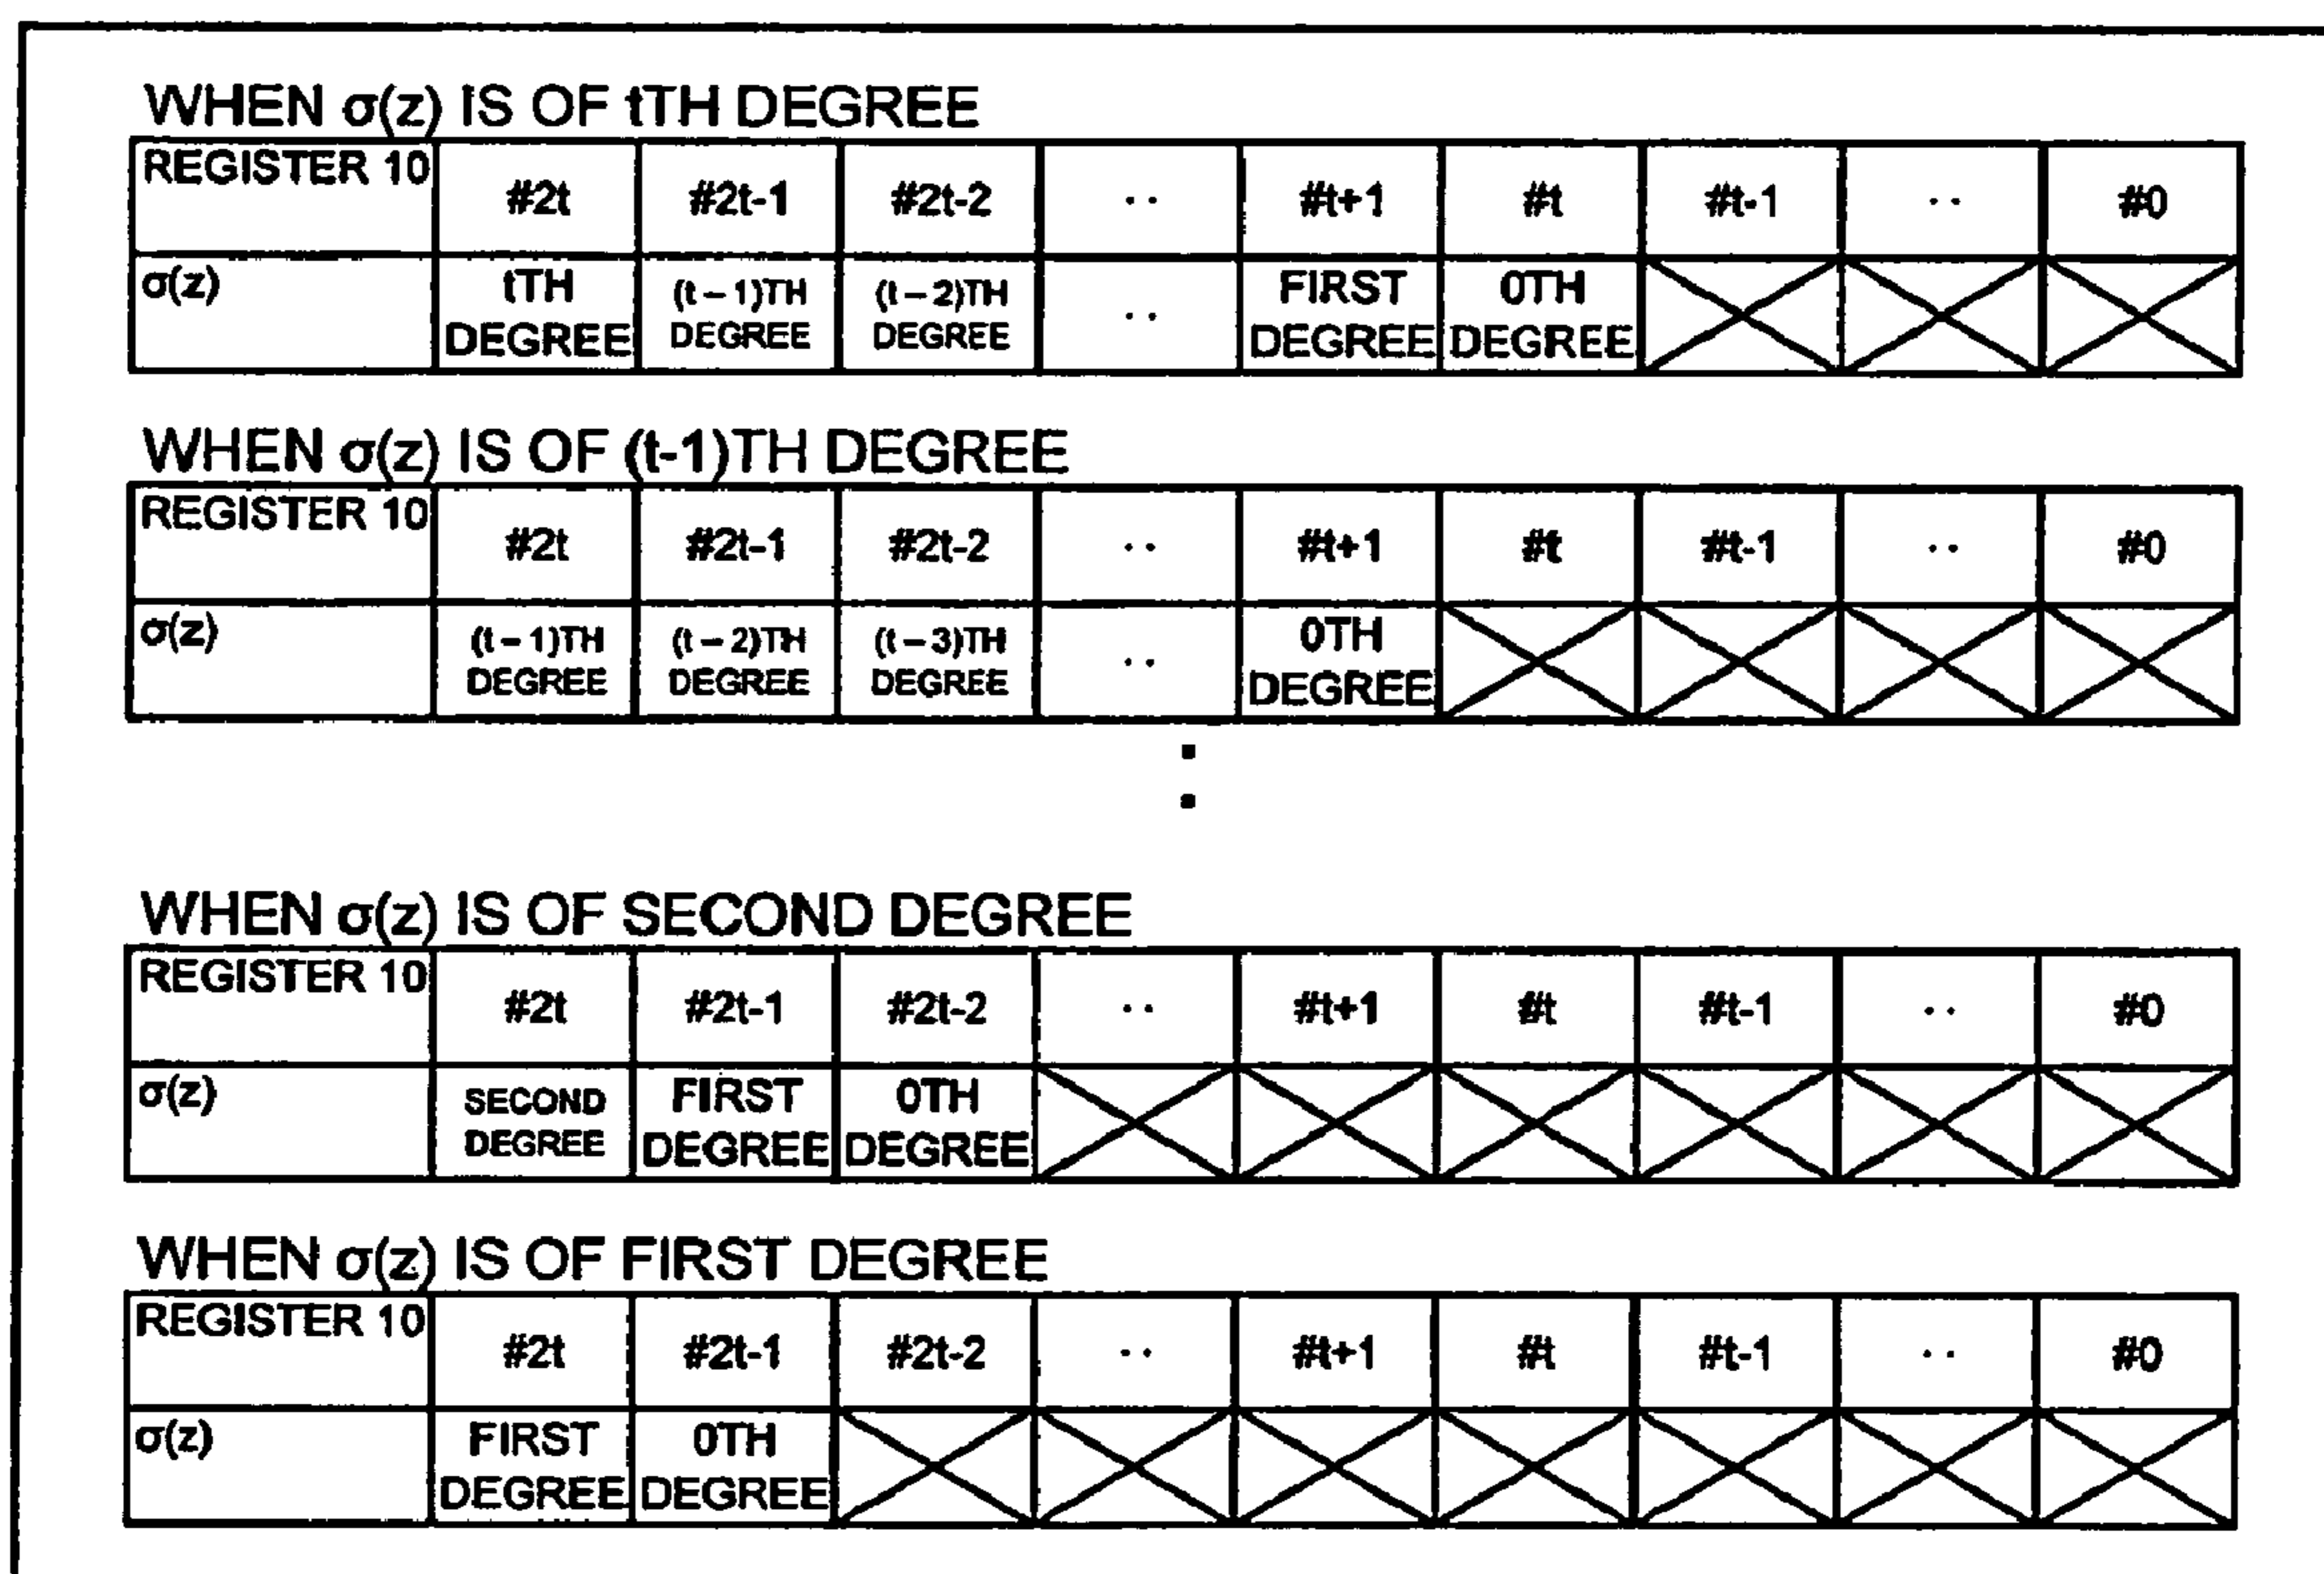 WHEN σ(z) IS OF tTH DEGREE
REGISTER 10 #2t #2t-1 #2t-2 ·· #t+1 #t #t-1 ·· #0
σ(z) tTH DEGREE (t – 1)TH DEGREE (t – 2)TH DEGREE ·· FIRST DEGREE 0TH DEGREE
WHEN σ(z) IS OF (t-1)TH DEGREE
REGISTER 10 #2t #2t-1 #2t-2 ·· #t+1 #t #t-1 ·· #0
σ(z) (t – 1)TH DEGREE (t – 2)TH DEGREE (t – 3)TH DEGREE ·· 0TH DEGREE
:
WHEN σ(z) IS OF SECOND DEGREE
REGISTER 10 #2t #2t-1 #2t-2 ·· #t+1 #t #t-1 ·· #0
σ(z) SECOND DEGREE FIRST DEGREE 0TH DEGREE
WHEN σ(z) IS OF FIRST DEGREE
REGISTER 10 #2t #2t-1 #2t-2 ·· #t+1 #t #t-1 ·· #0
σ(z) FIRST DEGREE 0TH DEGREE